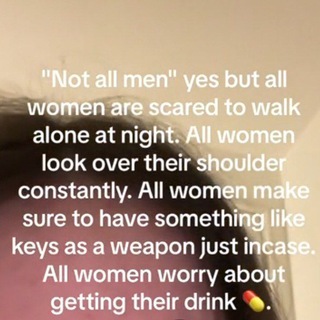 "Not all men" yes but all
women are scared to walk
alone at night. All women
look over their shoulder
constantly. All women make
sure to have something like
keys as a weapon just incase.
All women worry about
getting their drink 💊.